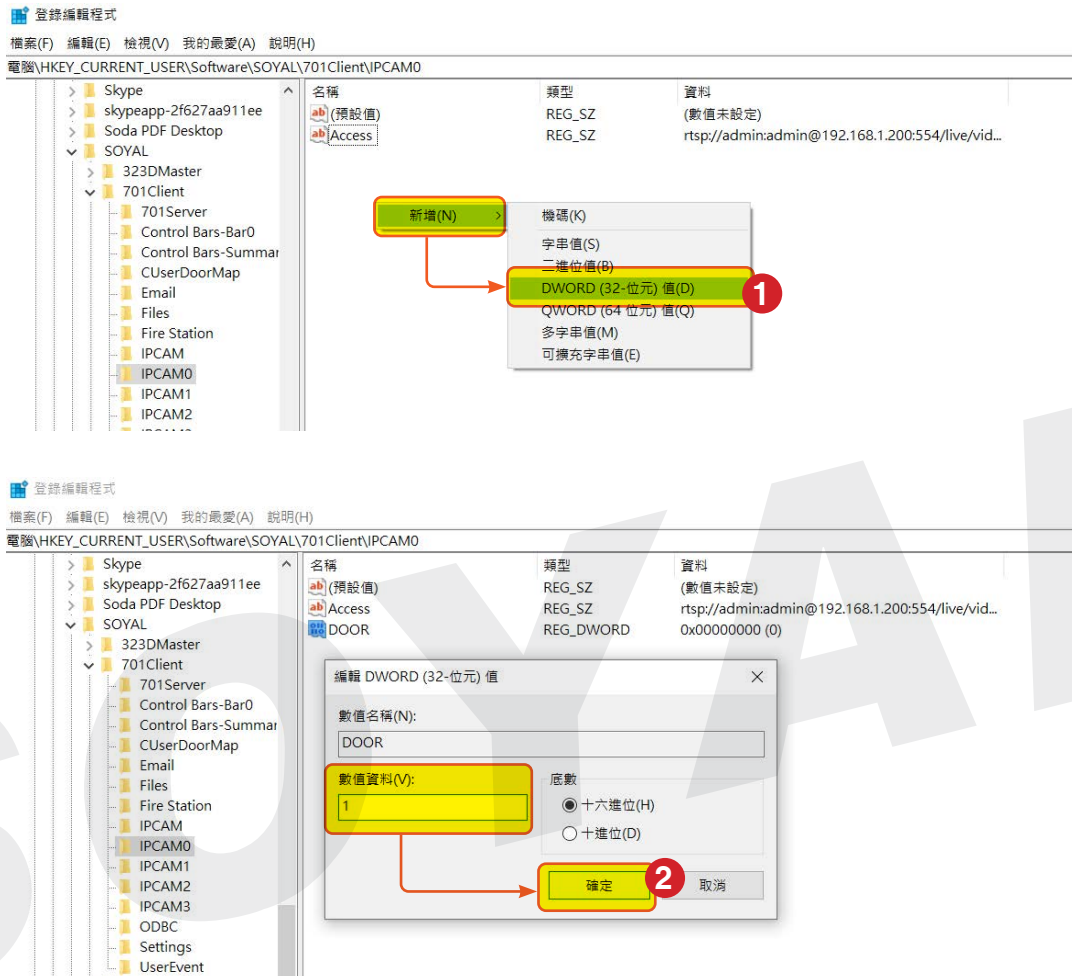 登錄編輯程式
檔案(F) 編輯(E) 檢視(V) 我的最愛(A) 說明(H)
電腦\HKEY_CURRENT_USER\Software\SOYAL\701Client\IPCAM0
Skype
skypeapp-2f627aa911ee
Soda PDF Desktop
SOYAL
323DMaster
701Client
701Server
Control Bars-Bar0
Control Bars-Summar
CUserDoorMap
Email
Files
Fire Station
IPCAM
IPCAM0
IPCAM1
IPCAM2
名稱 類型 資料
(預設值) REG_SZ (數值未設定)
Access REG_SZ rtsp://admin:admin@192.168.1.200:554/live/vid...
新增(N)
機碼(K)
字串值(S)
二進位值(B)
DWORD (32-位元) 值(D)
1
QWORD (64 位元) 值(Q)
多字串值(M)
可擴充字串值(E)
登錄編輯程式
檔案(F) 編輯(E) 檢視(V) 我的最愛(A) 說明(H)
電腦\HKEY_CURRENT_USER\Software\SOYAL\701Client\IPCAM0
Skype
skypeapp-2f627aa911ee
Soda PDF Desktop
SOYAL
323DMaster
701Client
701Server
Control Bars-Bar0
Control Bars-Summar
CUserDoorMap
Email
Files
Fire Station
IPCAM
IPCAM0
IPCAM1
IPCAM2
IPCAM3
ODBC
Settings
UserEvent
名稱 類型 資料
(預設值) REG_SZ (數值未設定)
Access REG_SZ rtsp://admin:admin@192.168.1.200:554/live/vid...
DOOR REG_DWORD 0x00000000 (0)
編輯 DWORD (32-位元) 值
數值名稱(N):
DOOR
數值資料(V):
1
底數
十六進位(H)
十進位(D)
確定
2
取消
SOYAL